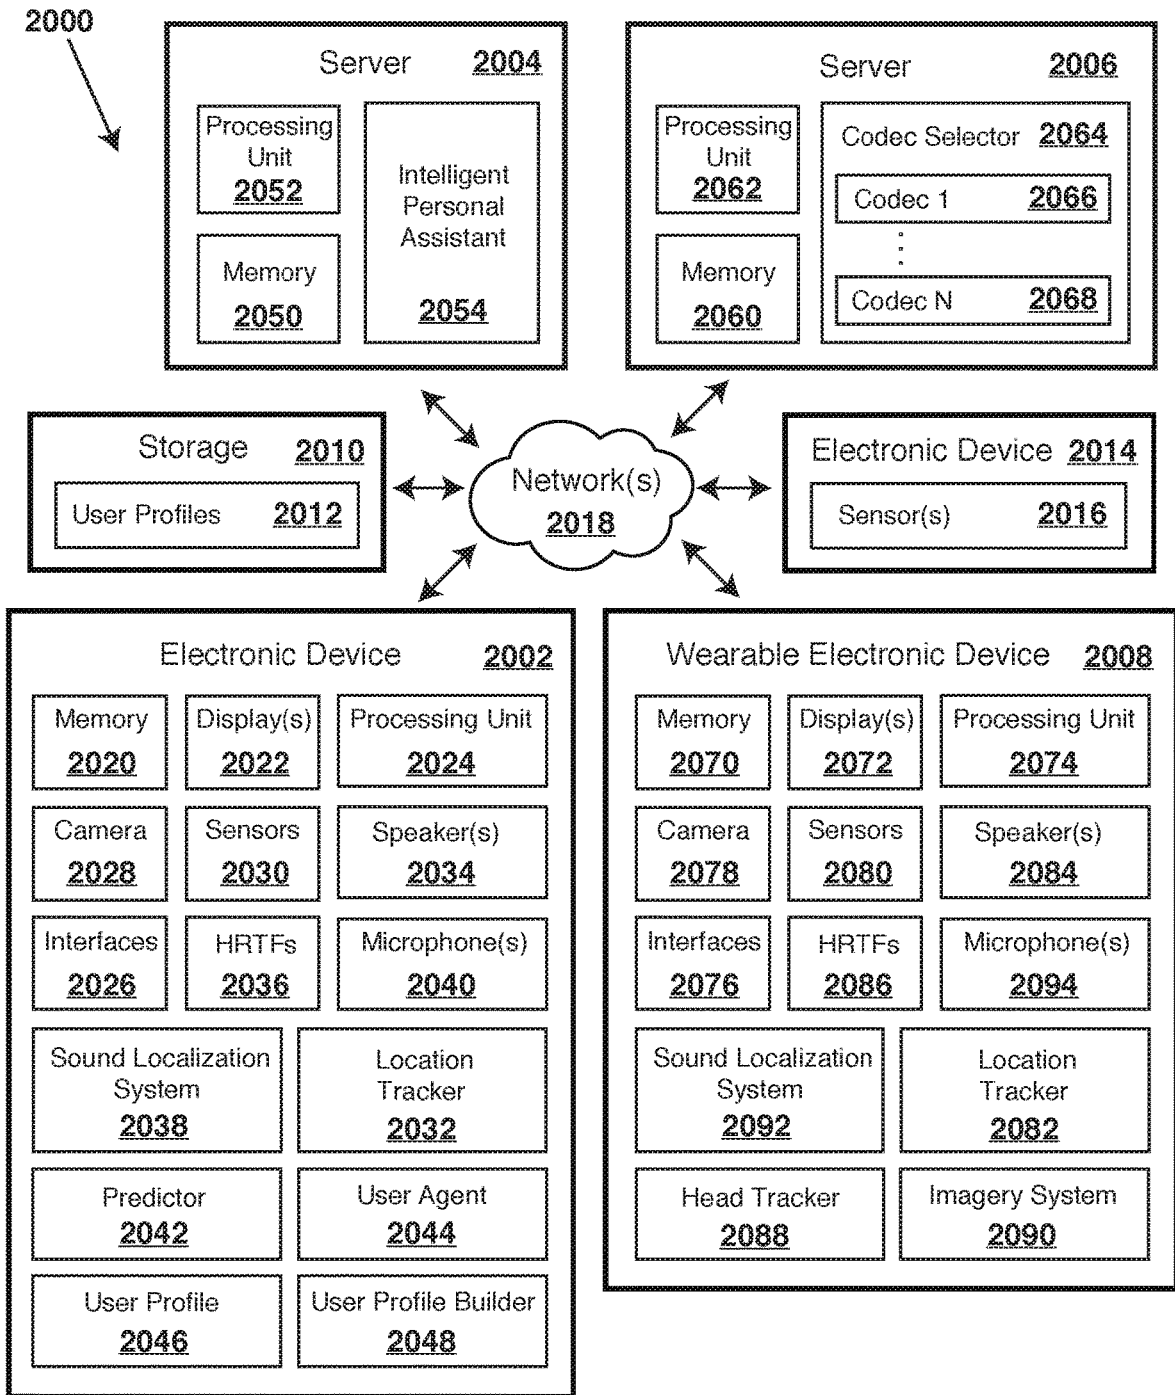 2000
Server 2004
Processing Unit 2052
Memory 2050
Intelligent Personal Assistant 2054
Server 2006
Processing Unit 2062
Memory 2060
Codec Selector 2064
Codec 1 2066
Codec N 2068
Storage 2010
User Profiles 2012
Network(s) 2018
Electronic Device 2014
Sensor(s) 2016
Electronic Device 2002
Memory 2020
Display(s) 2022
Processing Unit 2024
Camera 2028
Sensors 2030
Speaker(s) 2034
Interfaces 2026
HRTFs 2036
Microphone(s) 2040
Sound Localization System 2038
Location Tracker 2032
Predictor 2042
User Agent 2044
User Profile 2046
User Profile Builder 2048
Wearable Electronic Device 2008
Memory 2070
Display(s) 2072
Processing Unit 2074
Camera 2078
Sensors 2080
Speaker(s) 2084
Interfaces 2076
HRTFs 2086
Microphone(s) 2094
Sound Localization System 2092
Location Tracker 2082
Head Tracker 2088
Imagery System 2090